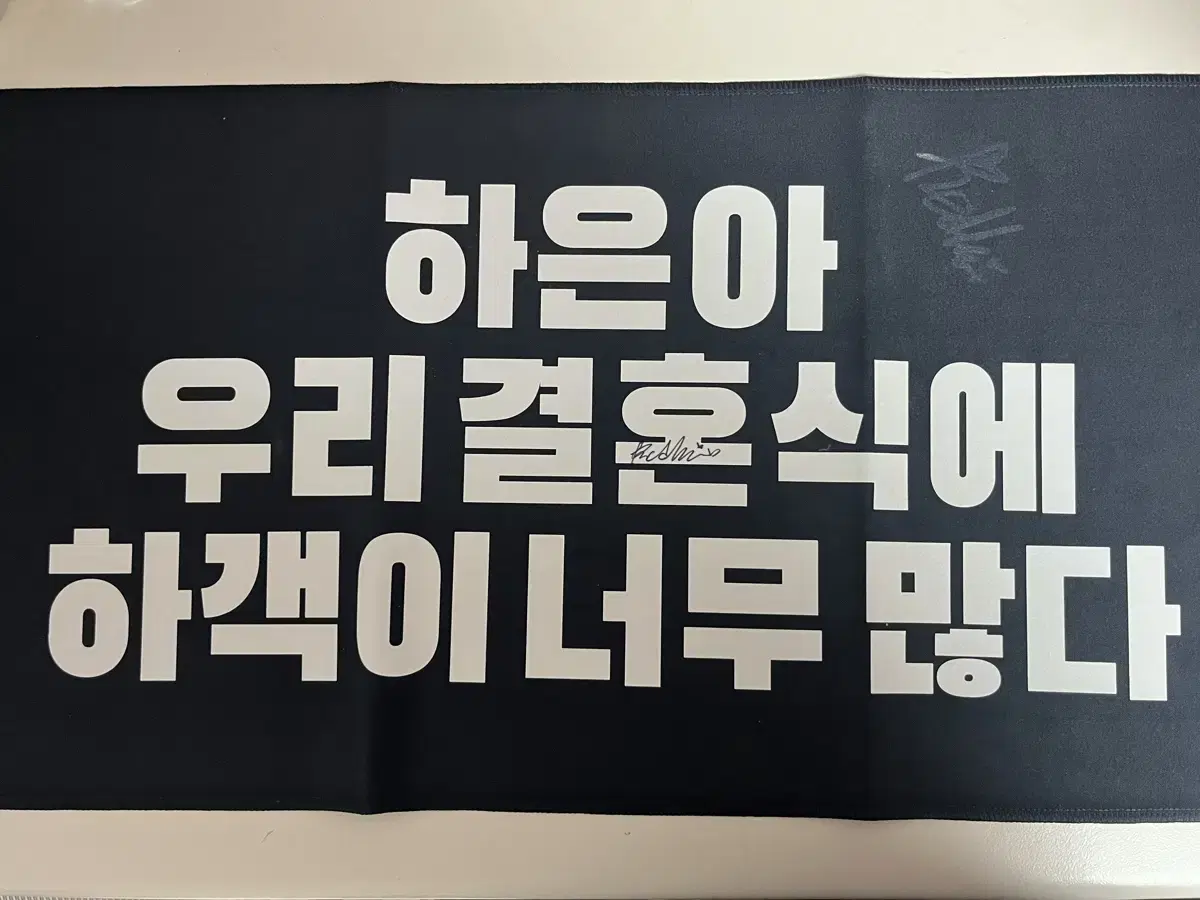 하은아
우리 결혼식에
하객이 너무 많다